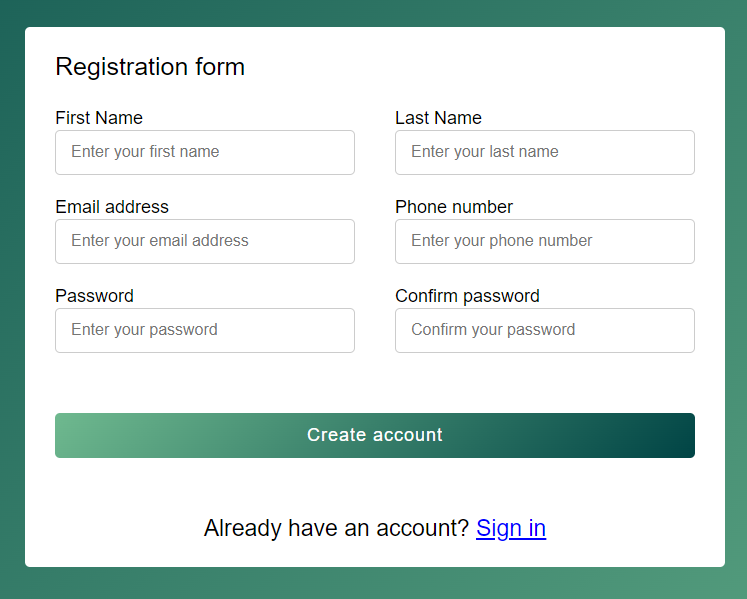 Registration form
First Name
Last Name
Enter your first name
Enter your last name
Email address
Phone number
Enter your email address
Enter your phone number
Password
Confirm password
Enter your password
Confirm your password
Create account
Already have an account? Sign in